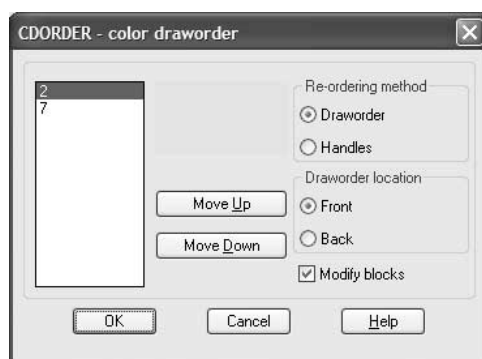 CDORDER - color draworder
2
7
Move Up
Move Down
Re-ordering method
Draworder
Handles
Draworder location
Front
Back
Modify blocks
OK
Cancel
Help